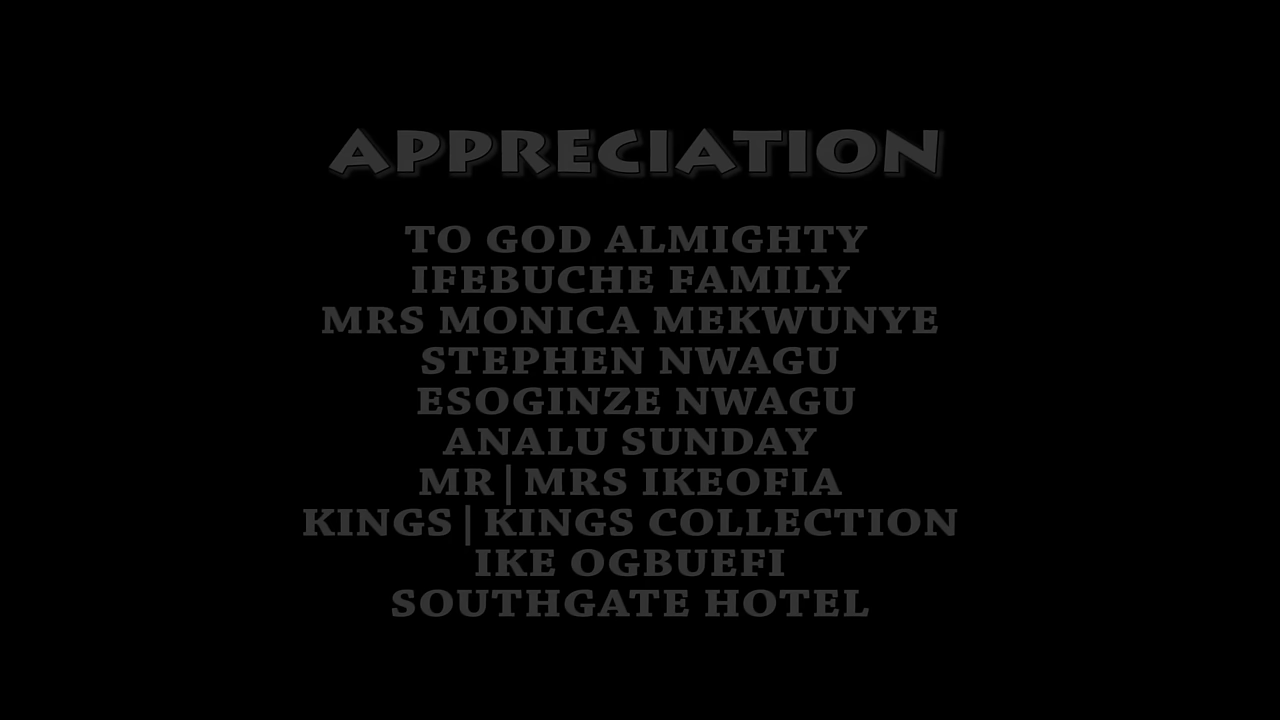 APPRECIATION
TO GOD ALMIGHTY
IFEBUCHE FAMILY
MRS MONICA MEKWUNYE
STEPHEN NWAGU
ESOGINZE NWAGU
ANALU SUNDAY
MR|MRS IKEOFIA
KINGS|KINGS COLLECTION
IKE OGBUEFI
SOUTHGATE HOTEL